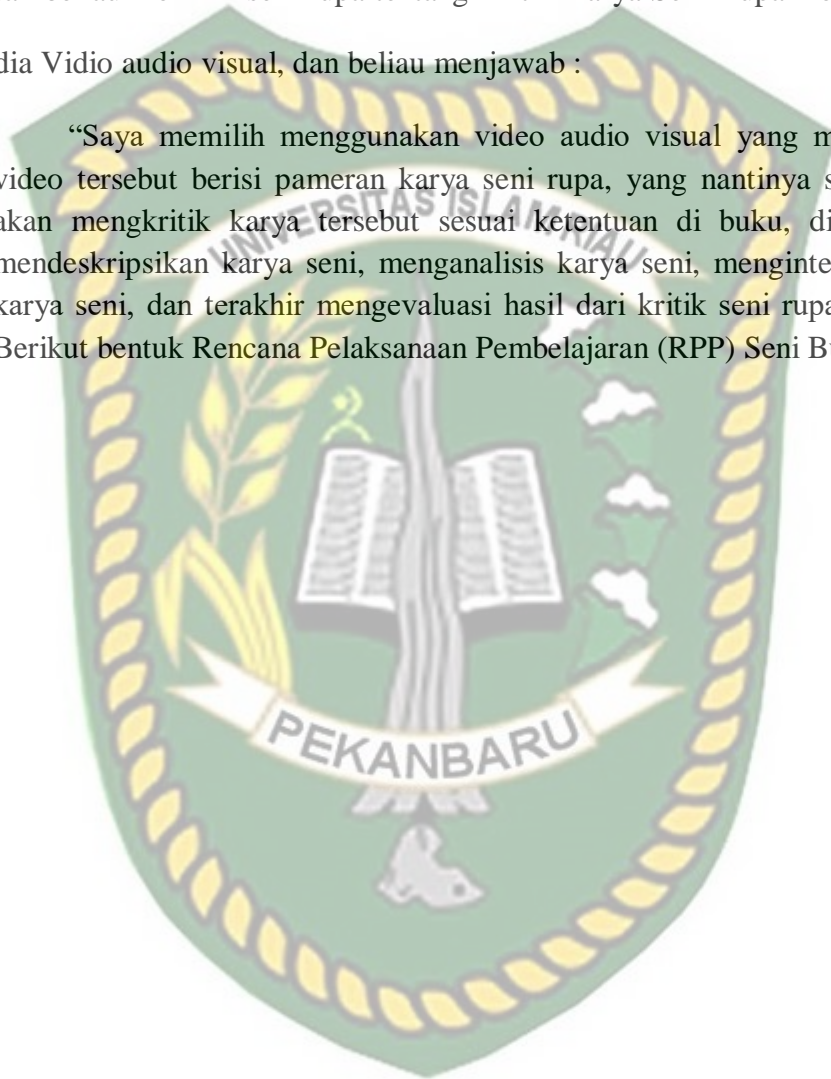 dia Vidio audio visual, dan beliau menjawab :
“Saya memilih menggunakan video audio visual yang
video tersebut berisi pameran karya seni rupa, yang nantinya
akan mengkritik karya tersebut sesuai ketentuan di buku,
mendeskripsikan karya seni, menganalisis karya seni,
karya seni, dan terakhir mengevaluasi hasil dari kritik seni rupa
Berikut bentuk Rencana Pelaksanaan Pembelajaran (RPP) Seni
UNIVERSITAS ISLAM RIAU
PEKANBARU